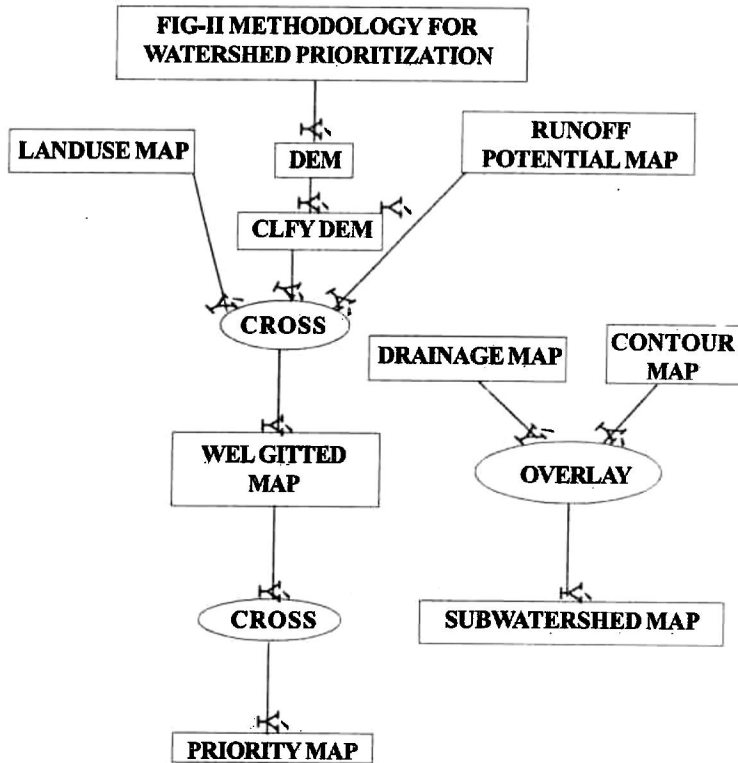 FIG-II METHODOLOGY FOR
WATERSHED PRIORITIZATION
LANDUSE MAP
DEM
RUNOFF
POTENTIAL MAP
CLFY DEM
CROSS
DRAINAGE MAP
CONTOUR
MAP
WEL GITTED
MAP
OVERLAY
CROSS
SUBWATERSHED MAP
PRIORITY MAP